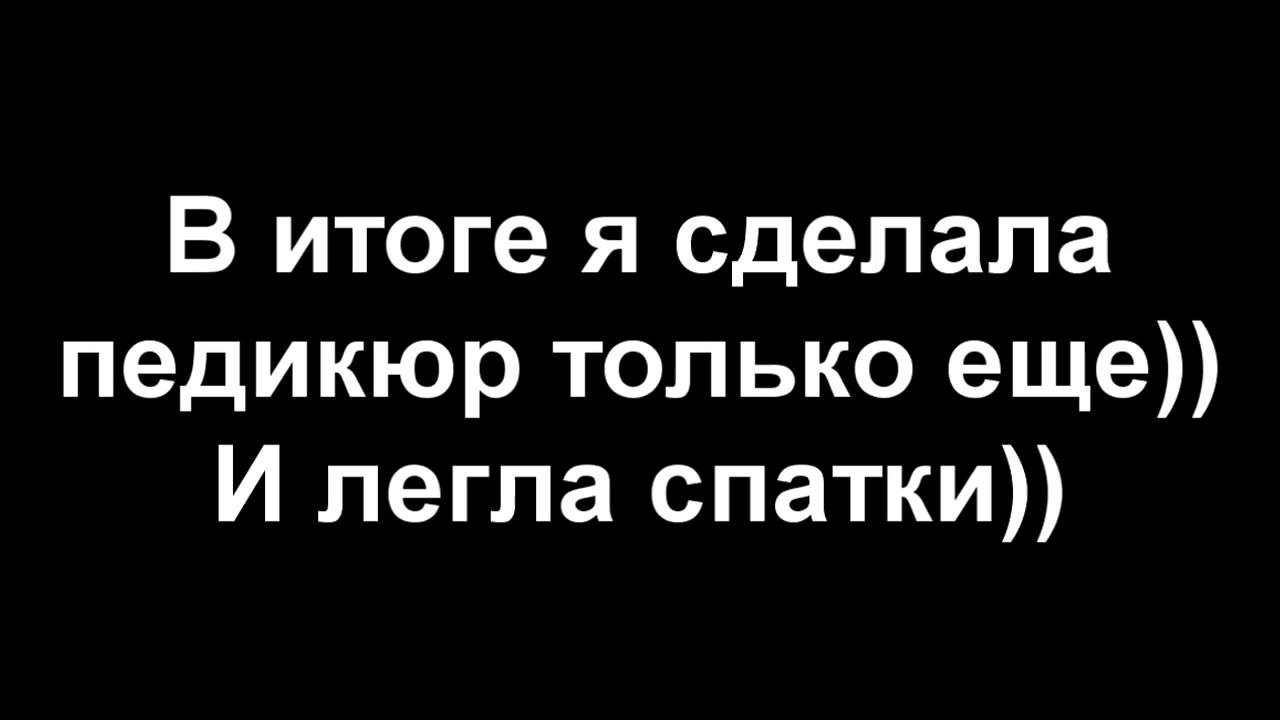 В итоге я сделала
педикюр только еще))
И легла спатки))